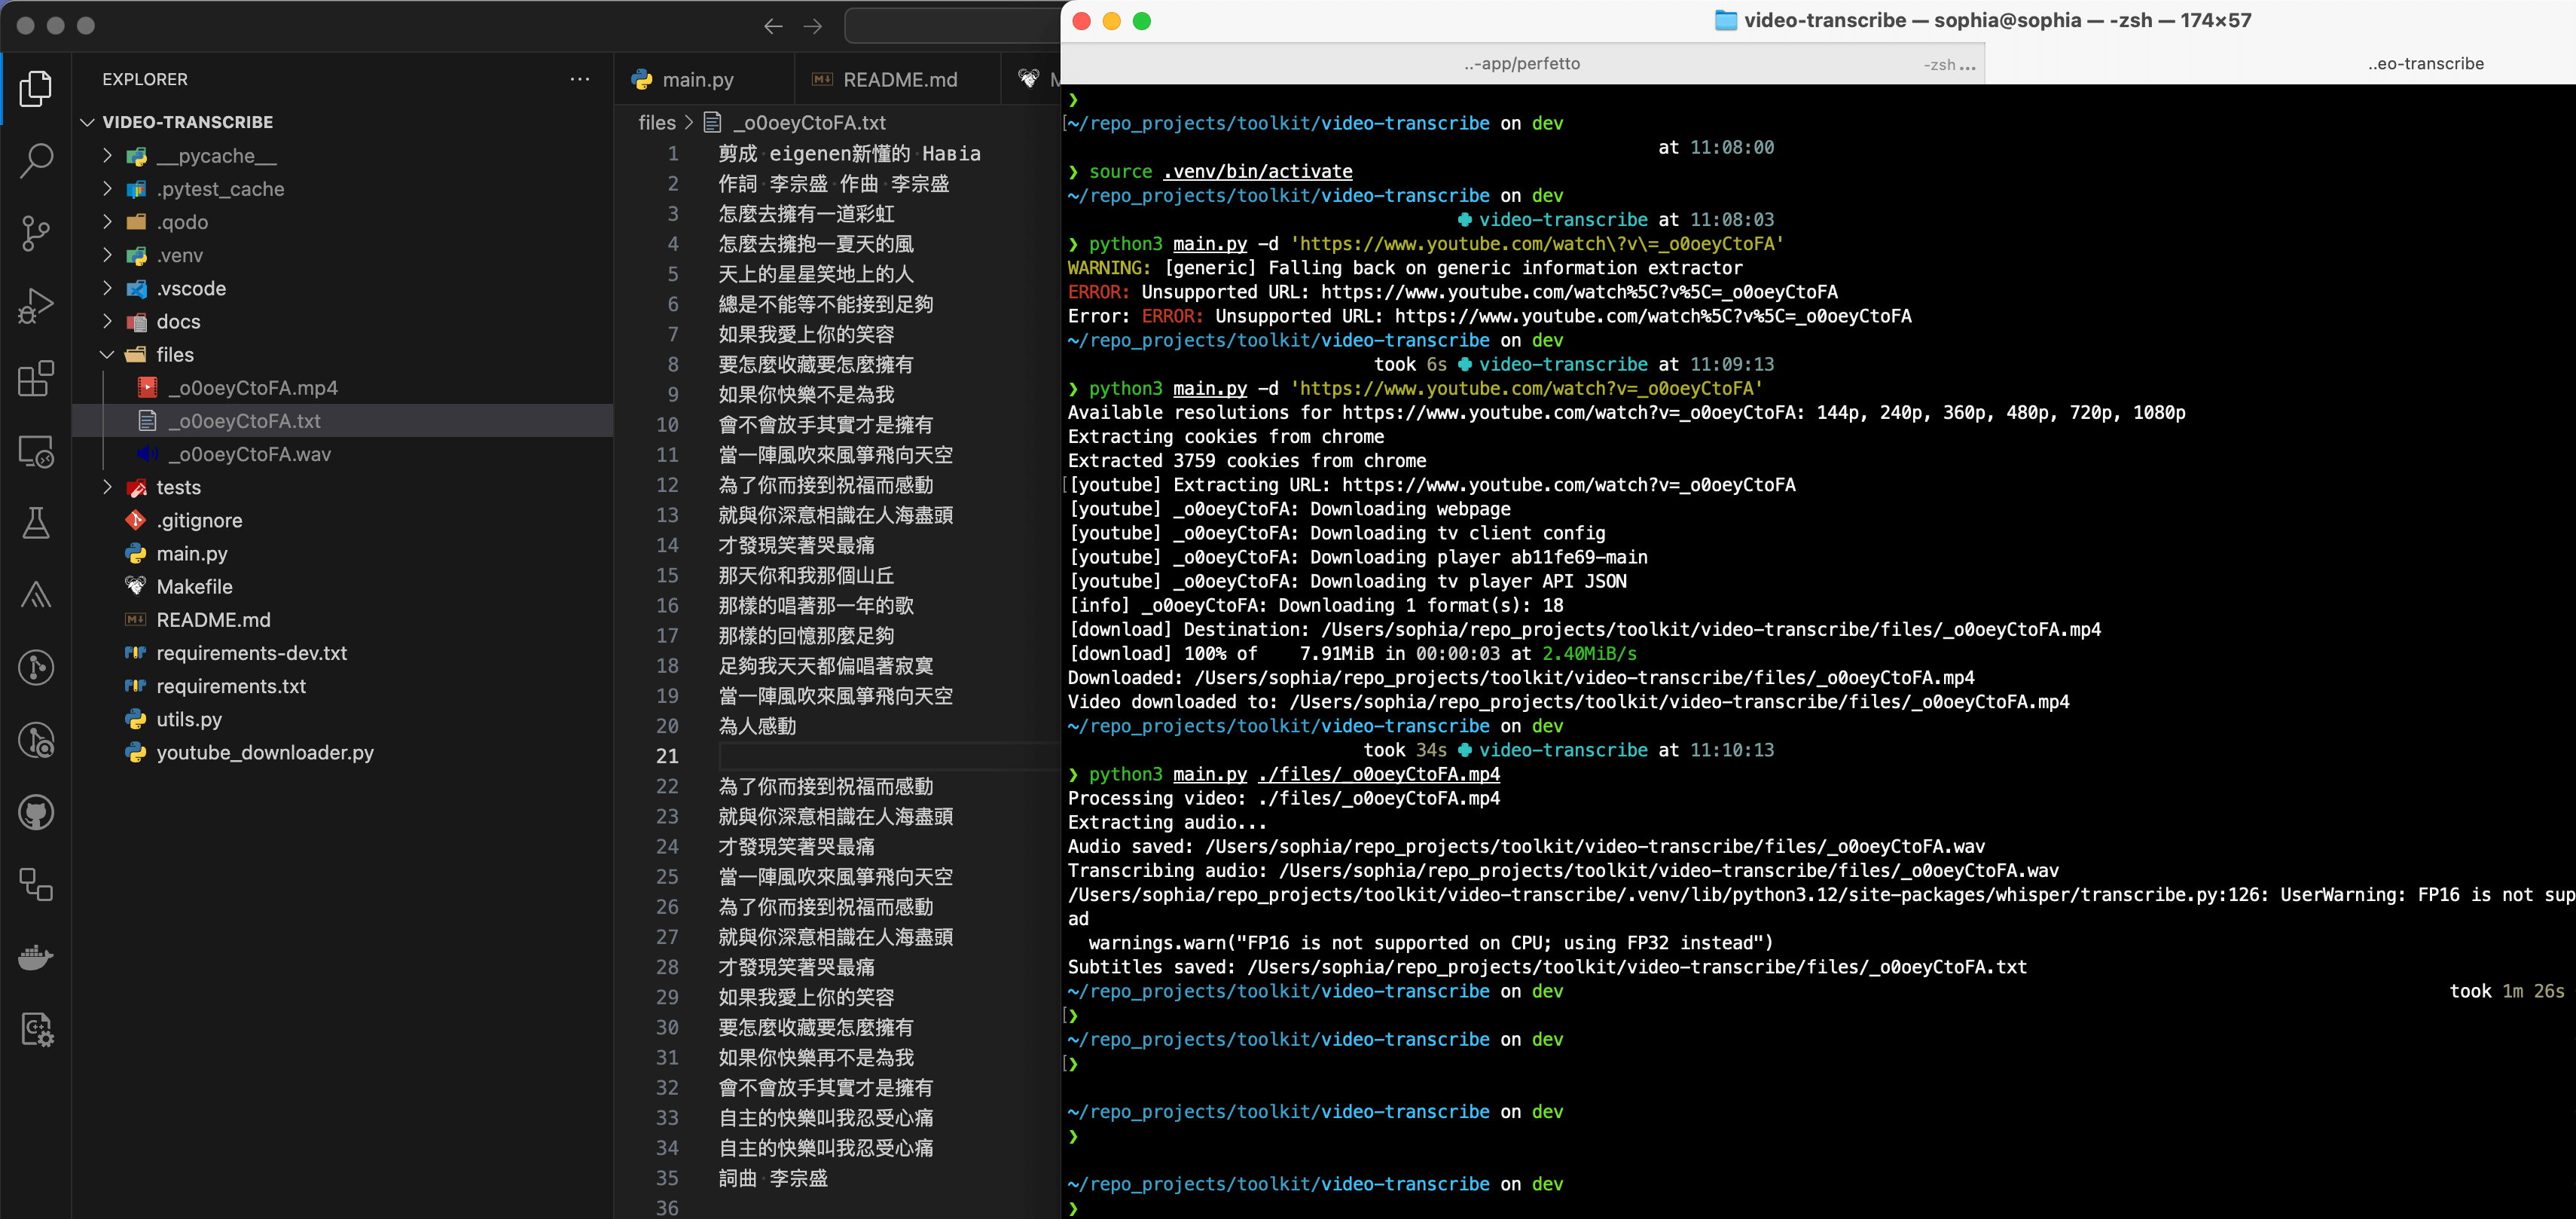 EXPLORER
VIDEO-TRANSCRIBE
__pycache__
.pytest_cache
.qodo
.venv
.vscode
docs
files
_o0oeyCtoFA.mp4
_o0oeyCtoFA.txt
_o0oeyCtoFA.wav
tests
.gitignore
main.py
Makefile
README.md
requirements-dev.txt
requirements.txt
utils.py
youtube_downloader.py
main.py README.md M
files > _o0oeyCtoFA.txt
1 剪成 eigenen新懂的 Навіа
2 作詞 李宗盛 作曲 李宗盛
3 怎麼去擁有一道彩虹
4 怎麼去擁抱一夏天的風
5 天上的星星笑地上的人
6 總是不能等不能接到足夠
7 如果我愛上你的笑容
8 要怎麼收藏要怎麼擁有
9 如果你快樂不是為我
10 會不會放手其實才是擁有
11 當一陣風吹來風箏飛向天空
12 為了你而接到祝福而感動
13 就與你深意相識在人海盡頭
14 才發現笑著哭最痛
15 那天你和我那個山丘
16 那樣的唱著那一年的歌
17 那樣的回憶那麼足夠
18 足夠我天天都偏唱著寂寞
19 當一陣風吹來風箏飛向天空
20 為人感動
21
22 為了你而接到祝福而感動
23 就與你深意相識在人海盡頭
24 才發現笑著哭最痛
25 當一陣風吹來風箏飛向天空
26 為了你而接到祝福而感動
27 就與你深意相識在人海盡頭
28 才發現笑著哭最痛
29 如果我愛上你的笑容
30 要怎麼收藏要怎麼擁有
31 如果你快樂再不是為我
32 會不會放手其實才是擁有
33 自主的快樂叫我忍受心痛
34 自主的快樂叫我忍受心痛
35 詞曲 李宗盛
36
video-transcribe — sophia@sophia — -zsh — 174×57
..-app/perfetto -zsh ... ..eo-transcribe
❯
[~/repo_projects/toolkit/video-transcribe on dev
at 11:08:00
❯ source .venv/bin/activate
~/repo_projects/toolkit/video-transcribe on dev
video-transcribe at 11:08:03
❯ python3 main.py -d 'https://www.youtube.com/watch\?v\=_o0oeyCtoFA'
WARNING: [generic] Falling back on generic information extractor
ERROR: Unsupported URL: https://www.youtube.com/watch%5C?v%5C=_o0oeyCtoFA
Error: ERROR: Unsupported URL: https://www.youtube.com/watch%5C?v%5C=_o0oeyCtoFA
~/repo_projects/toolkit/video-transcribe on dev
took 6s video-transcribe at 11:09:13
❯ python3 main.py -d 'https://www.youtube.com/watch?v=_o0oeyCtoFA'
Available resolutions for https://www.youtube.com/watch?v=_o0oeyCtoFA: 144p, 240p, 360p, 480p, 720p, 1080p
Extracting cookies from chrome
Extracted 3759 cookies from chrome
[[youtube] Extracting URL: https://www.youtube.com/watch?v=_o0oeyCtoFA
[youtube] _o0oeyCtoFA: Downloading webpage
[youtube] _o0oeyCtoFA: Downloading tv client config
[youtube] _o0oeyCtoFA: Downloading player ab11fe69-main
[youtube] _o0oeyCtoFA: Downloading tv player API JSON
[info] _o0oeyCtoFA: Downloading 1 format(s): 18
[download] Destination: /Users/sophia/repo_projects/toolkit/video-transcribe/files/_o0oeyCtoFA.mp4
[download] 100% of 7.91MiB in 00:00:03 at 2.40MiB/s
Downloaded: /Users/sophia/repo_projects/toolkit/video-transcribe/files/_o0oeyCtoFA.mp4
Video downloaded to: /Users/sophia/repo_projects/toolkit/video-transcribe/files/_o0oeyCtoFA.mp4
~/repo_projects/toolkit/video-transcribe on dev
took 34s video-transcribe at 11:10:13
❯ python3 main.py ./files/_o0oeyCtoFA.mp4
Processing video: ./files/_o0oeyCtoFA.mp4
Extracting audio...
Audio saved: /Users/sophia/repo_projects/toolkit/video-transcribe/files/_o0oeyCtoFA.wav
Transcribing audio: /Users/sophia/repo_projects/toolkit/video-transcribe/files/_o0oeyCtoFA.wav
/Users/sophia/repo_projects/toolkit/video-transcribe/.venv/lib/python3.12/site-packages/whisper/transcribe.py:126: UserWarning: FP16 is not sup
ad
warnings.warn("FP16 is not supported on CPU; using FP32 instead")
Subtitles saved: /Users/sophia/repo_projects/toolkit/video-transcribe/files/_o0oeyCtoFA.txt
~/repo_projects/toolkit/video-transcribe on dev took 1m 26s
[❯
~/repo_projects/toolkit/video-transcribe on dev
[❯
~/repo_projects/toolkit/video-transcribe on dev
❯
~/repo_projects/toolkit/video-transcribe on dev
❯